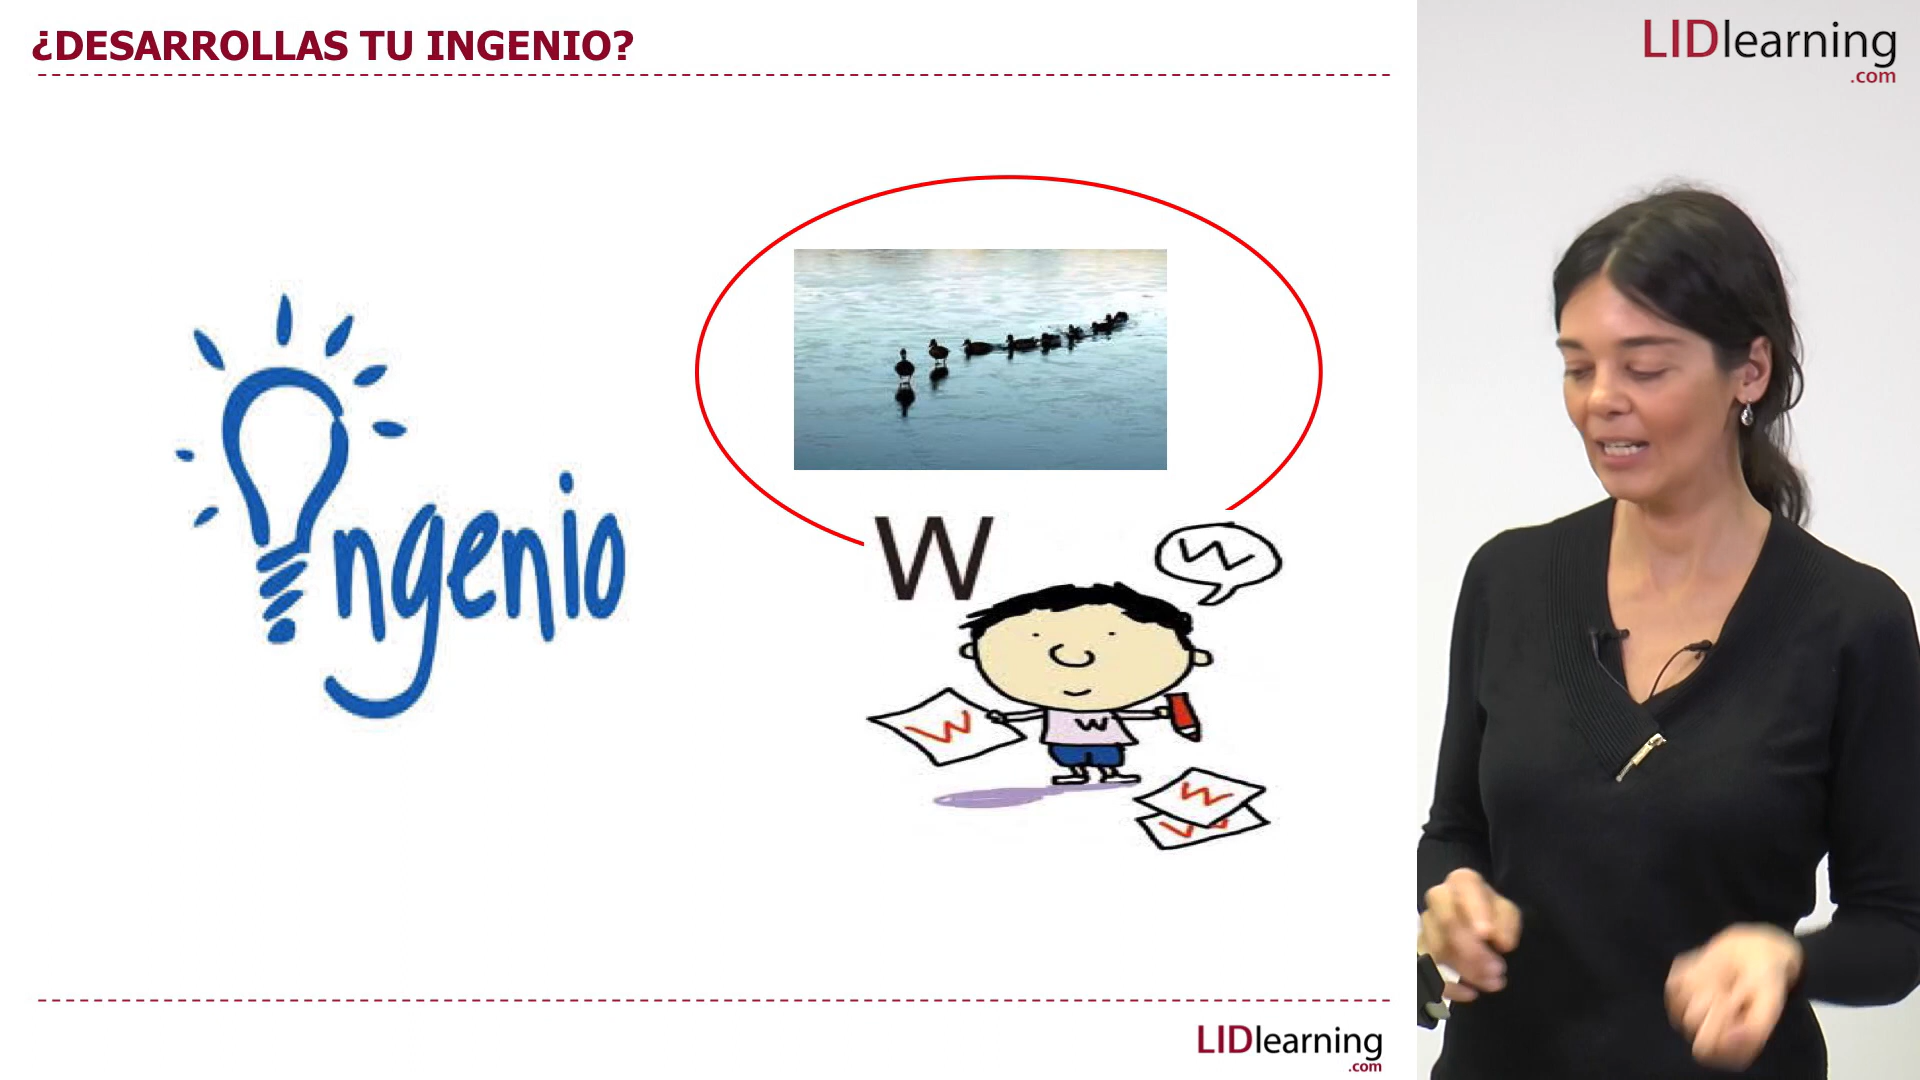 ¿DESARROLLAS TU INGENIO?
LIDlearning
.com
Ingenio
W
W
W
W
W
W
LIDlearning
.com